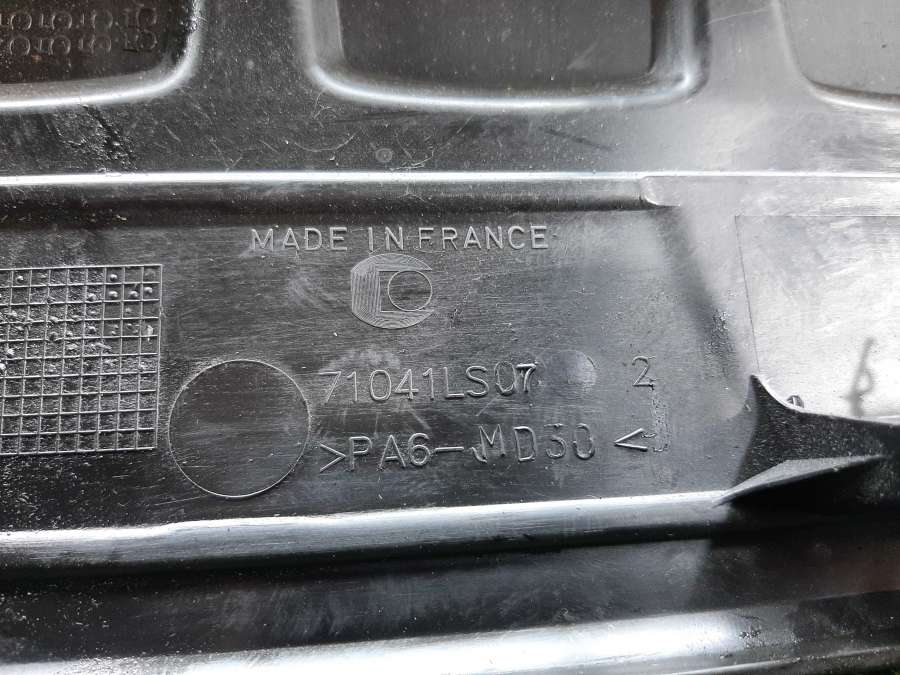 MADE IN FRANCE
71041LS07 2
>PA6-MD30<